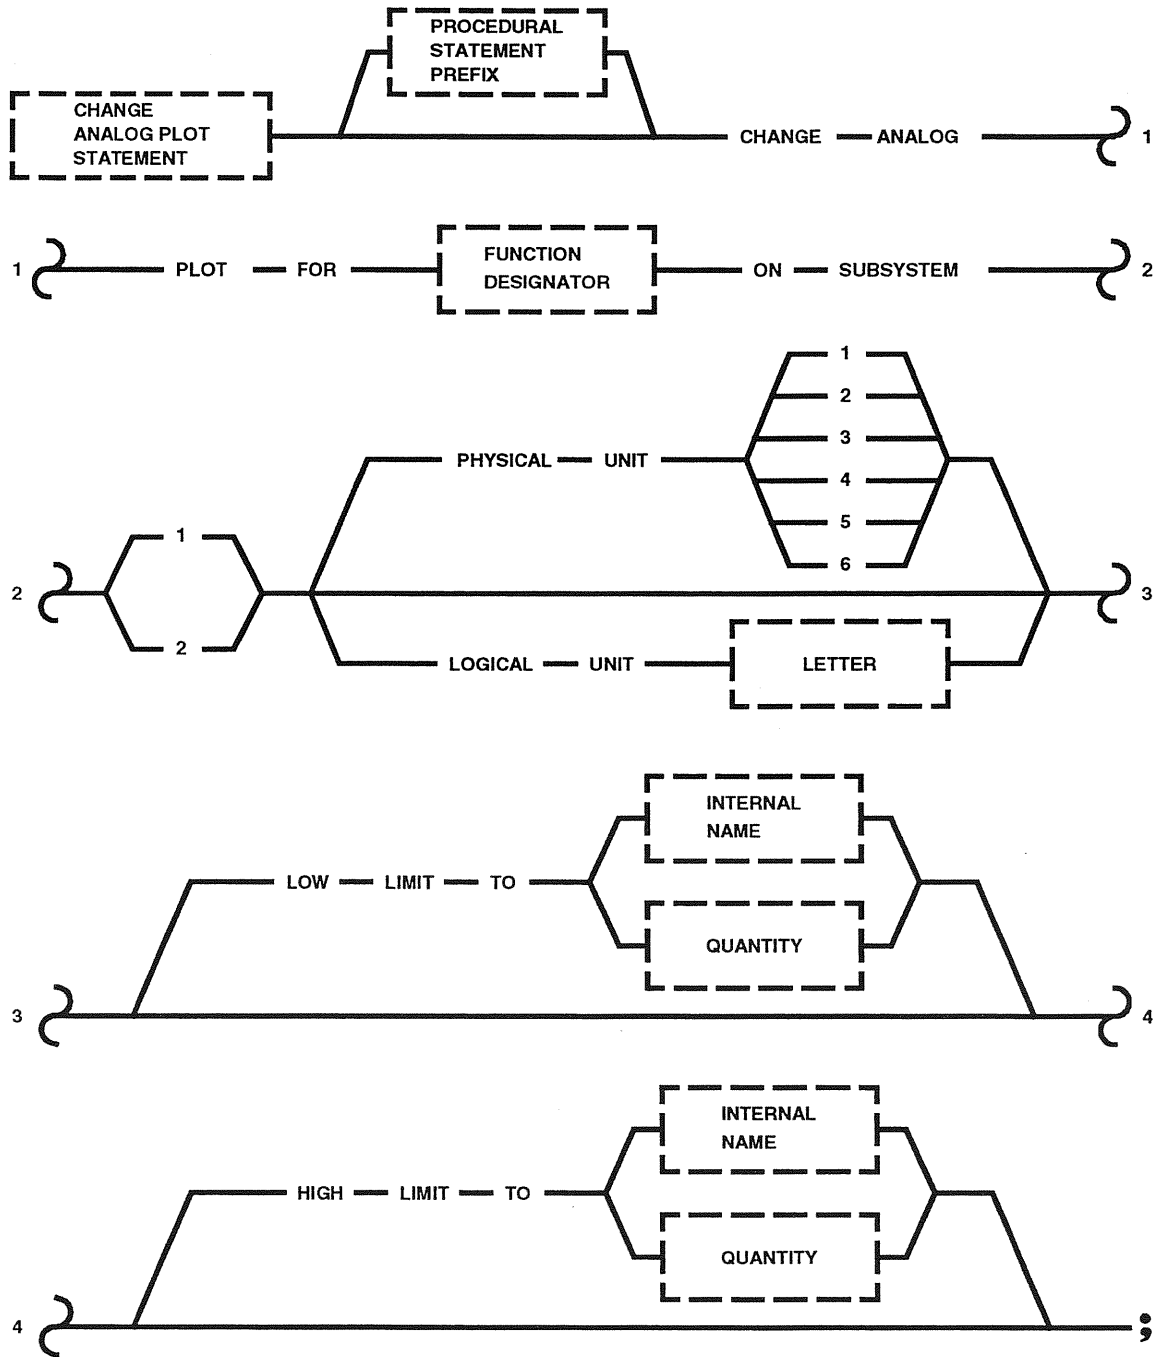 PROCEDURAL
STATEMENT
PREFIX
CHANGE
ANALOG PLOT
STATEMENT
CHANGE ANALOG 1
1 PLOT FOR
FUNCTION
DESIGNATOR
ON SUBSYSTEM 2
1
2
3
PHYSICAL UNIT
4
5
6
1
2
2
3
LOGICAL UNIT LETTER
INTERNAL
NAME
LOW LIMIT TO
QUANTITY
3 4
INTERNAL
NAME
HIGH LIMIT TO
QUANTITY
4 ;